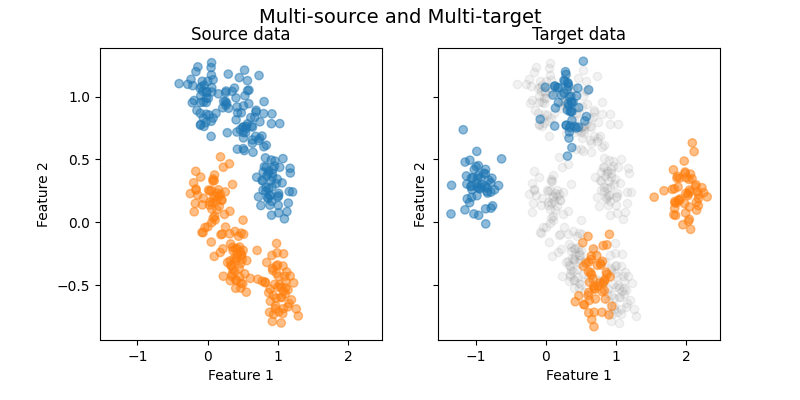 Multi-source and Multi-target
Source data
Target data
1.0
0.5
0.0
−0.5
Feature 2
−1
0
1
2
Feature 1
Feature 2
−1
0
1
2
Feature 1